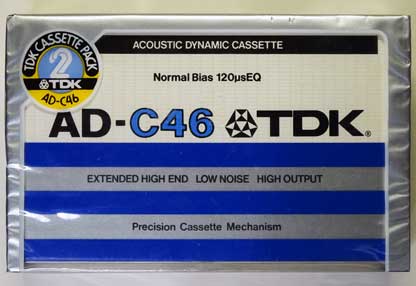 TDK CASSETTE PACK
2
TDK
AD-C46
ACOUSTIC DYNAMIC CASSETTE
Normal Bias 120µsEQ
AD-C46 TDK®
EXTENDED HIGH END LOW NOISE HIGH OUTPUT
Precision Cassette Mechanism